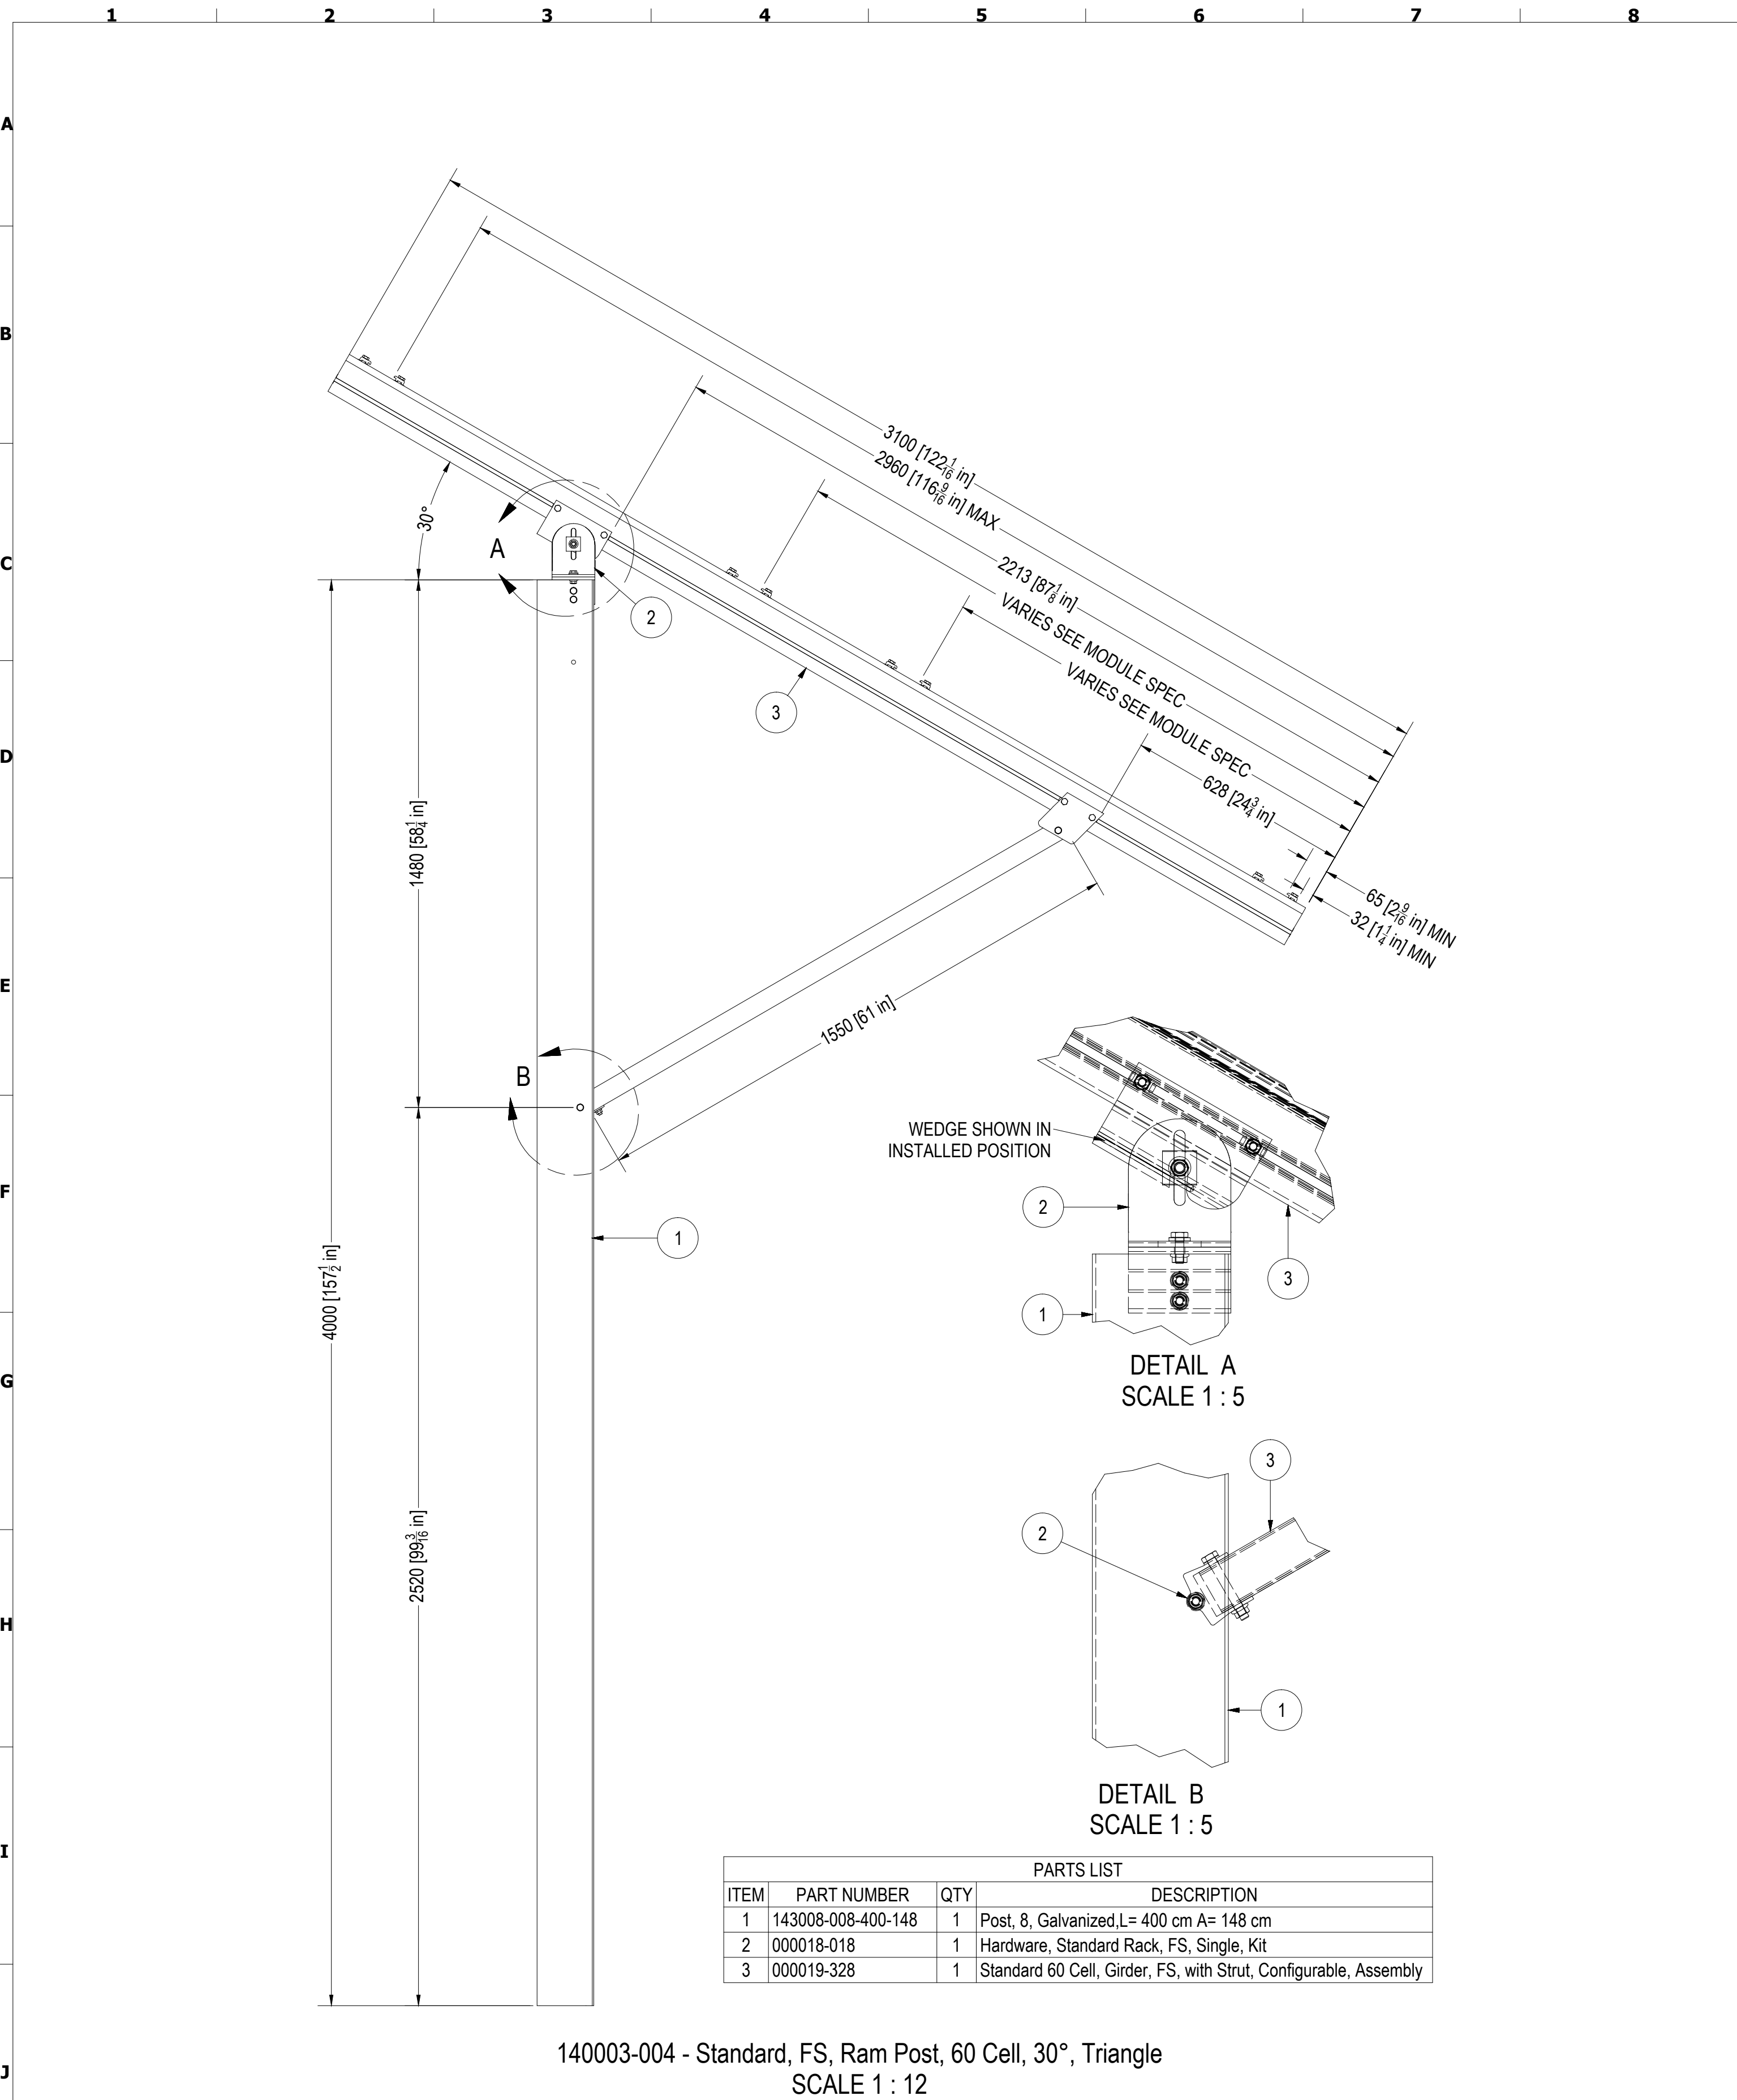 1 2 3 4 5 6 7 8
A
B
C
D
E
F
G
H
I
J
3100 [122 1/16 in]
2960 [116 9/16 in] MAX
2213 [87 1/8 in]
VARIES SEE MODULE SPEC
VARIES SEE MODULE SPEC
628 [24 3/4 in]
65 [2 9/16 in] MIN
32 [1 1/4 in] MIN
30°
A
2
3
1480 [58 1/4 in]
1550 [61 in]
B
1
4000 [157 1/2 in]
2520 [99 3/16 in]
WEDGE SHOWN IN
INSTALLED POSITION
2
3
1
DETAIL A
SCALE 1 : 5
3
2
1
DETAIL B
SCALE 1 : 5
PARTS LIST
ITEM PART NUMBER QTY DESCRIPTION
1 143008-008-400-148 1 Post, 8, Galvanized,L= 400 cm A= 148 cm
2 000018-018 1 Hardware, Standard Rack, FS, Single, Kit
3 000019-328 1 Standard 60 Cell, Girder, FS, with Strut, Configurable, Assembly
140003-004 - Standard, FS, Ram Post, 60 Cell, 30°, Triangle
SCALE 1 : 12